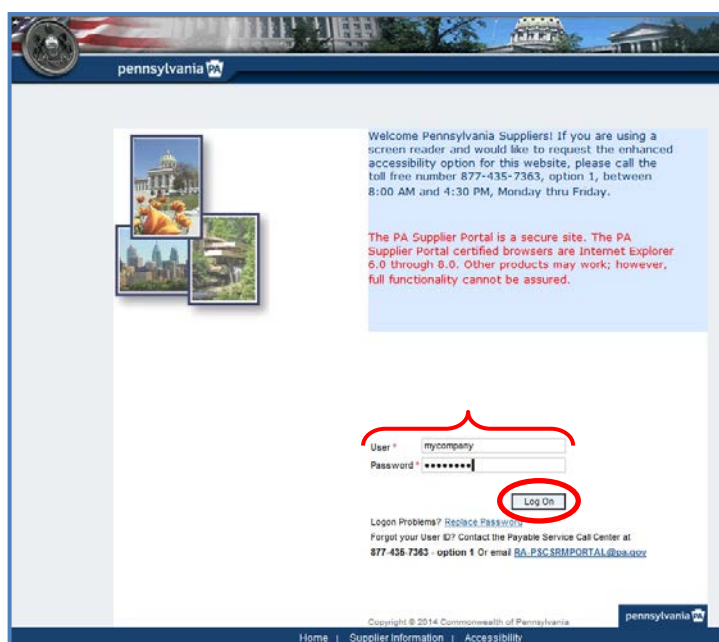 pennsylvania PA
Welcome Pennsylvania Suppliers! If you are using a
screen reader and would like to request the enhanced
accessibility option for this website, please call the
toll free number 877-435-7363, option 1, between
8:00 AM and 4:30 PM, Monday thru Friday.
The PA Supplier Portal is a secure site. The PA
Supplier Portal certified browsers are Internet Explorer
6.0 through 8.0. Other products may work; however,
full functionality cannot be assured.
User * mycompany
Password * ••••••••
Log On
Logon Problems? Replace Password
Forgot your User ID? Contact the Payable Service Call Center at
877-435-7363 - option 1 Or email RA-PSCSRMPORTAL@pa.gov
Copyright © 2014 Commonwealth of Pennsylvania
pennsylvania PA
Home | Supplier Information | Accessibility